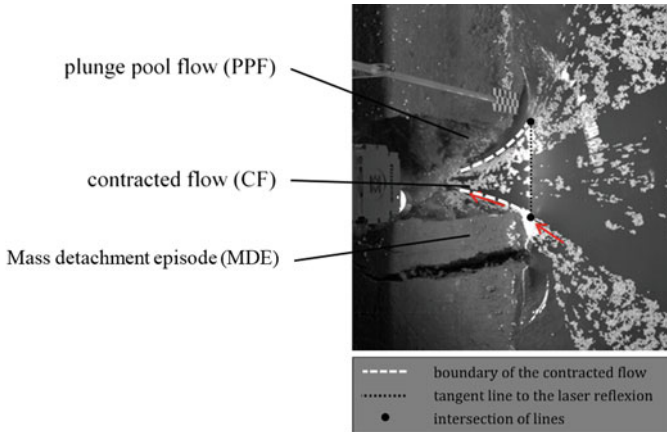 plunge pool flow (PPF)
contracted flow (CF)
Mass detachment episode (MDE)
boundary of the contracted flow
tangent line to the laser reflexion
intersection of lines